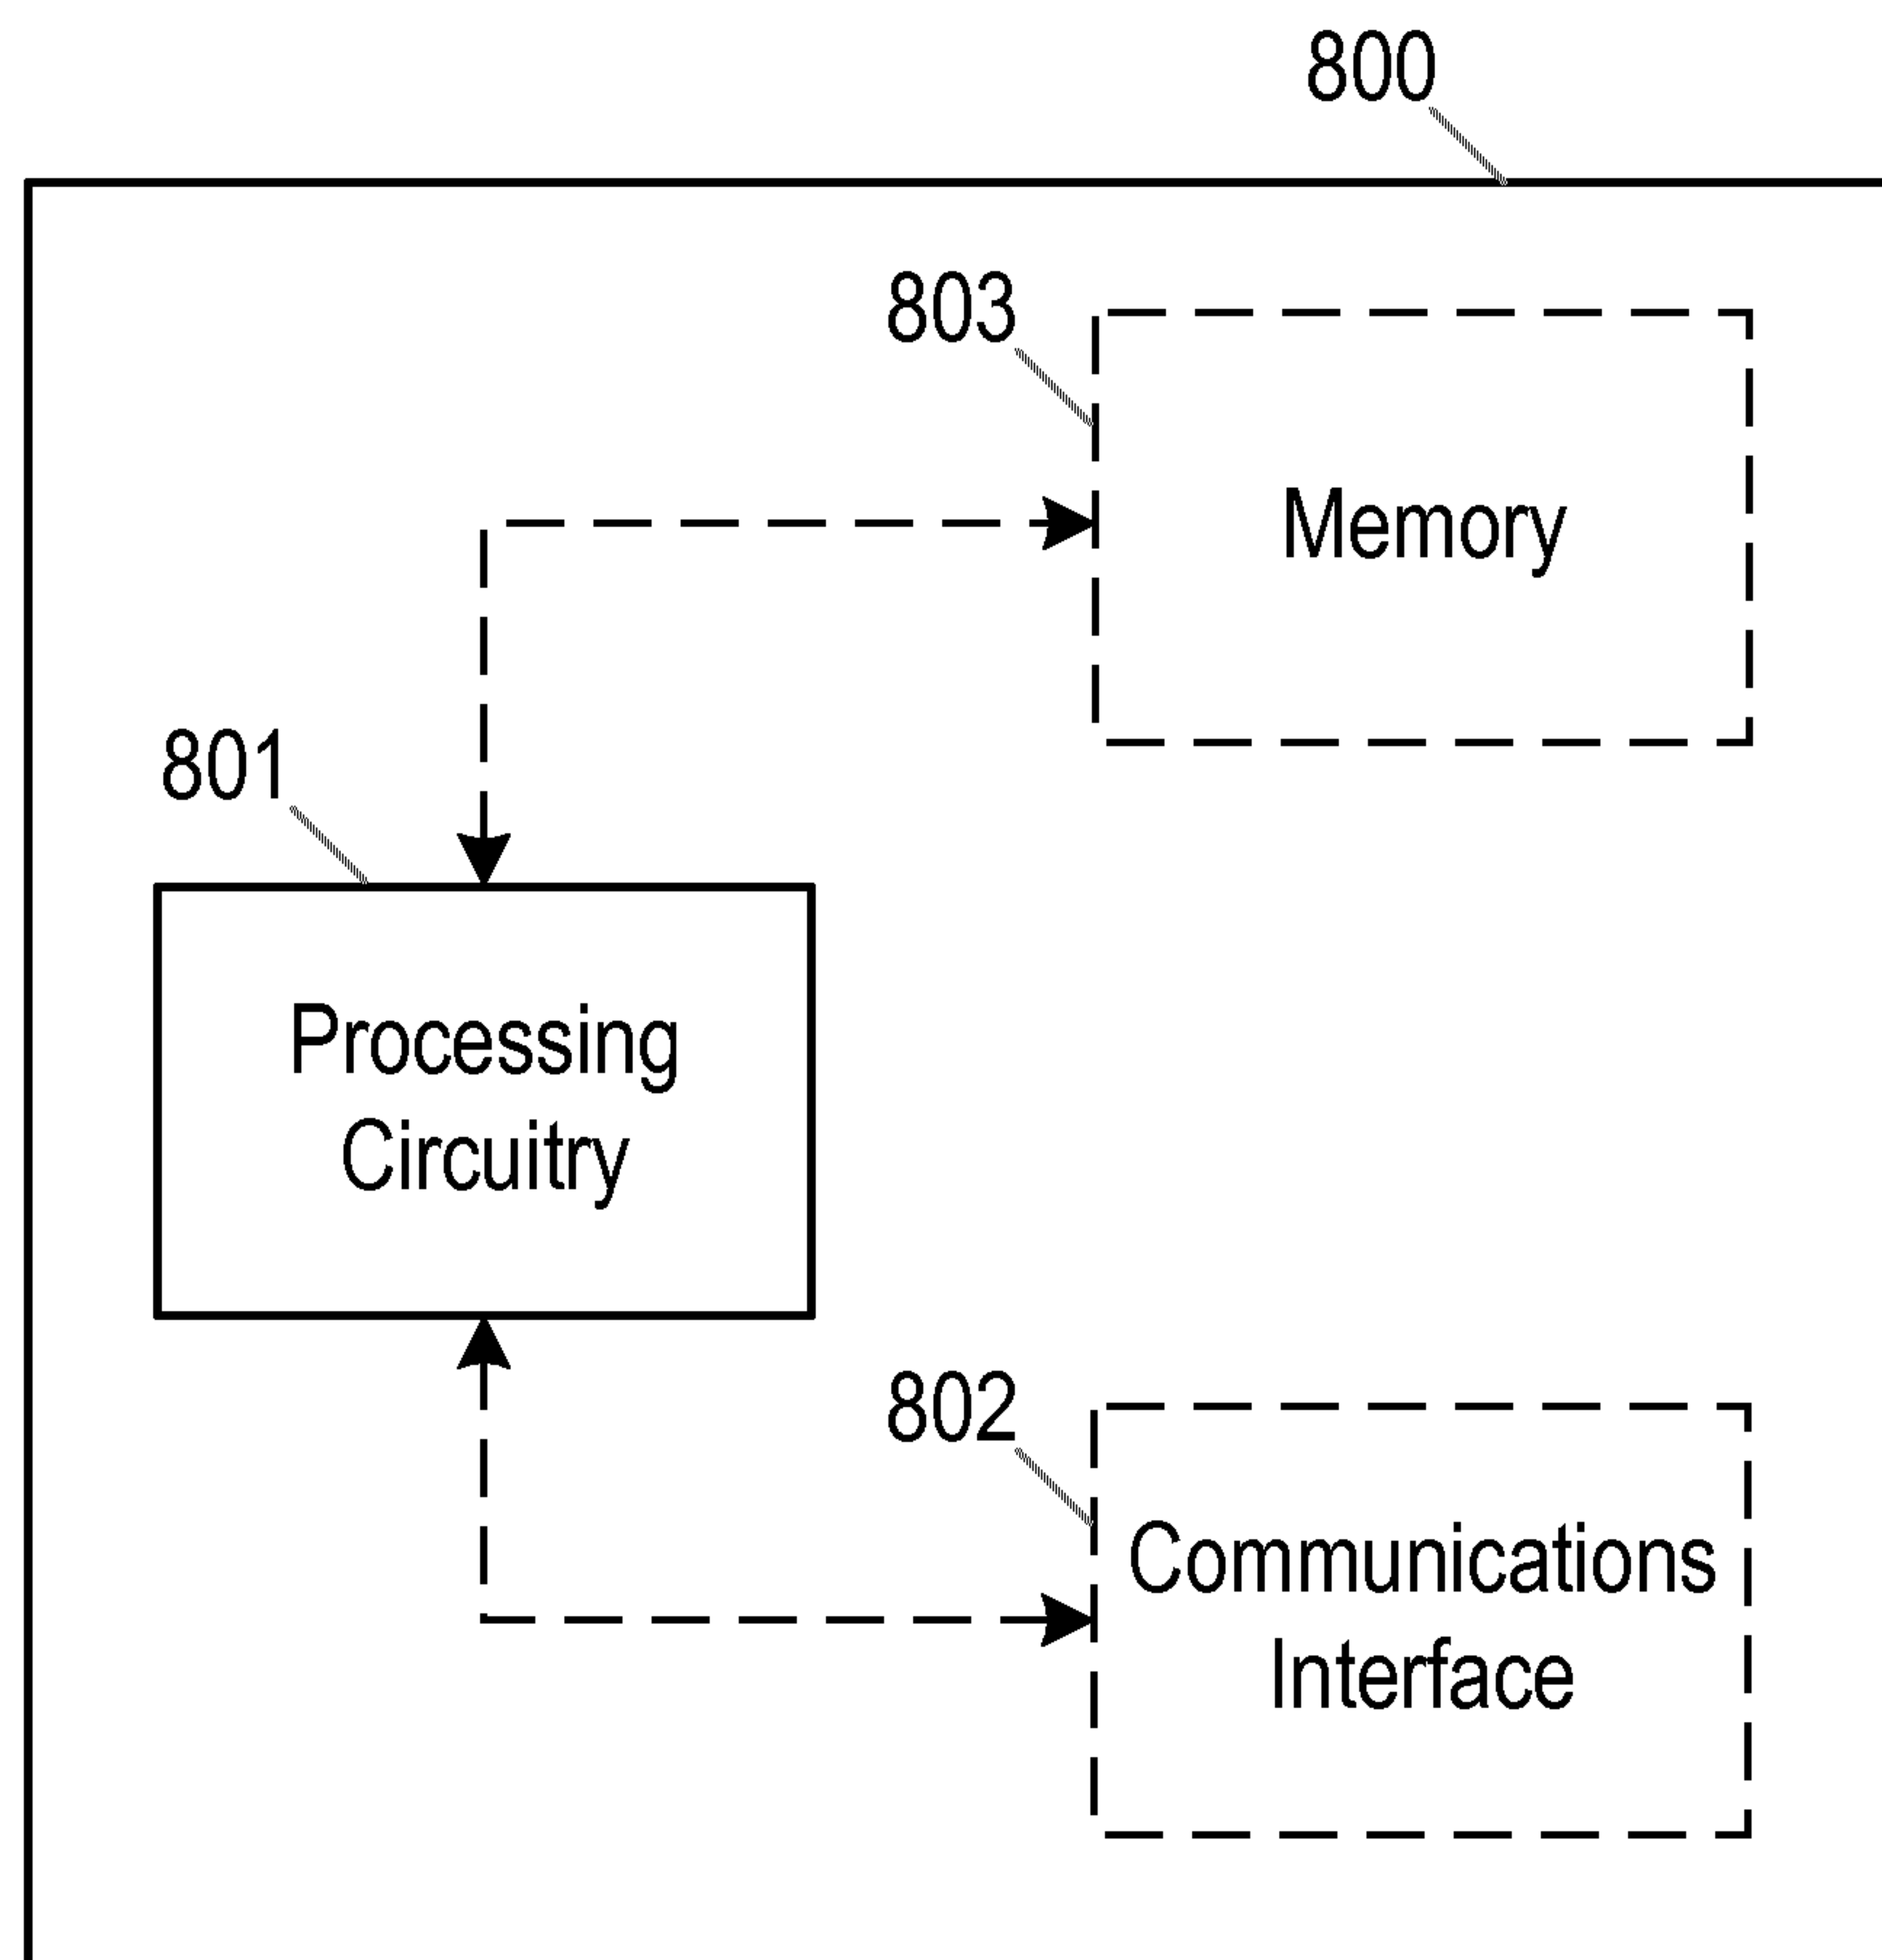 800
803
Memory
801
Processing
Circuitry
802
Communications
Interface